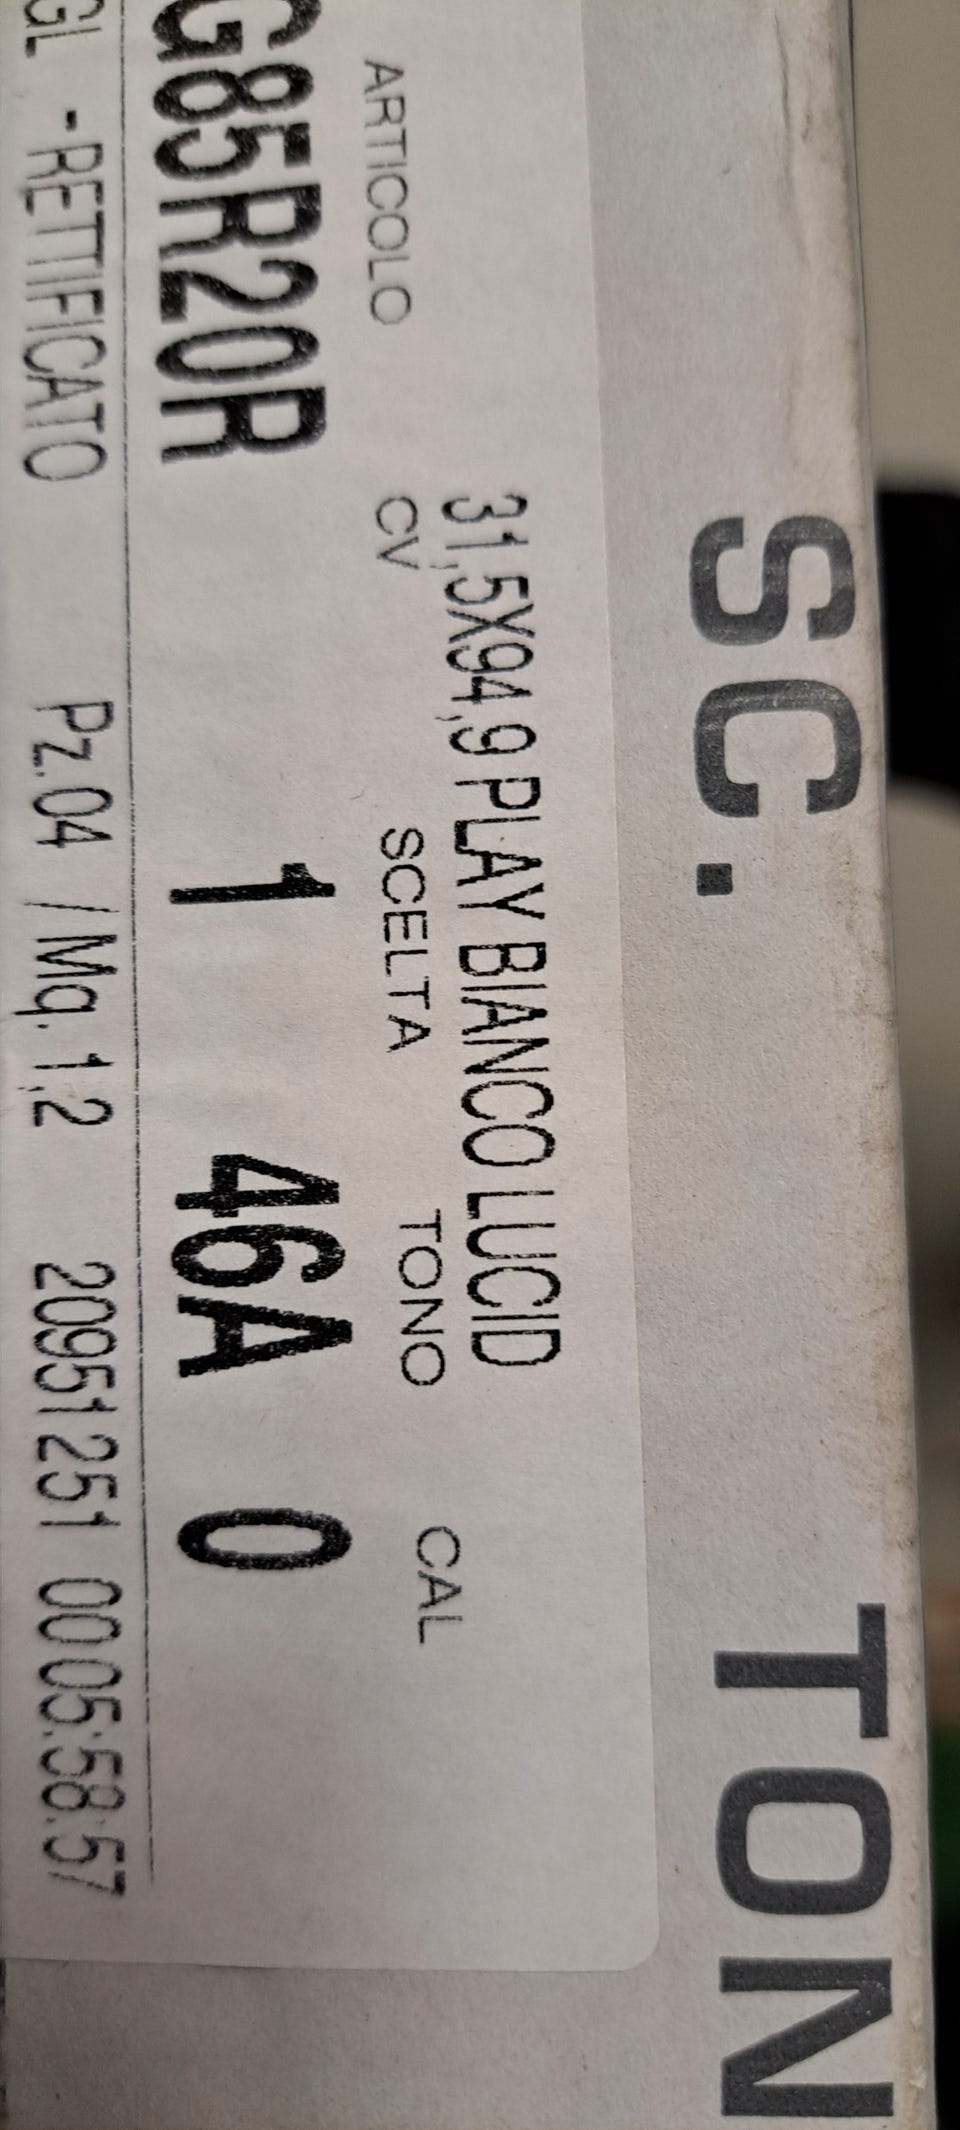 SC. TON
31,5X94,9 PLAY BIANCO LUCID
ARTICOLO CV SCELTA TONO CAL
G85R20R 1 46A 0
GL -RETTIFICATO Pz.04 /Mq. 1,2 20951251 0005:58:57